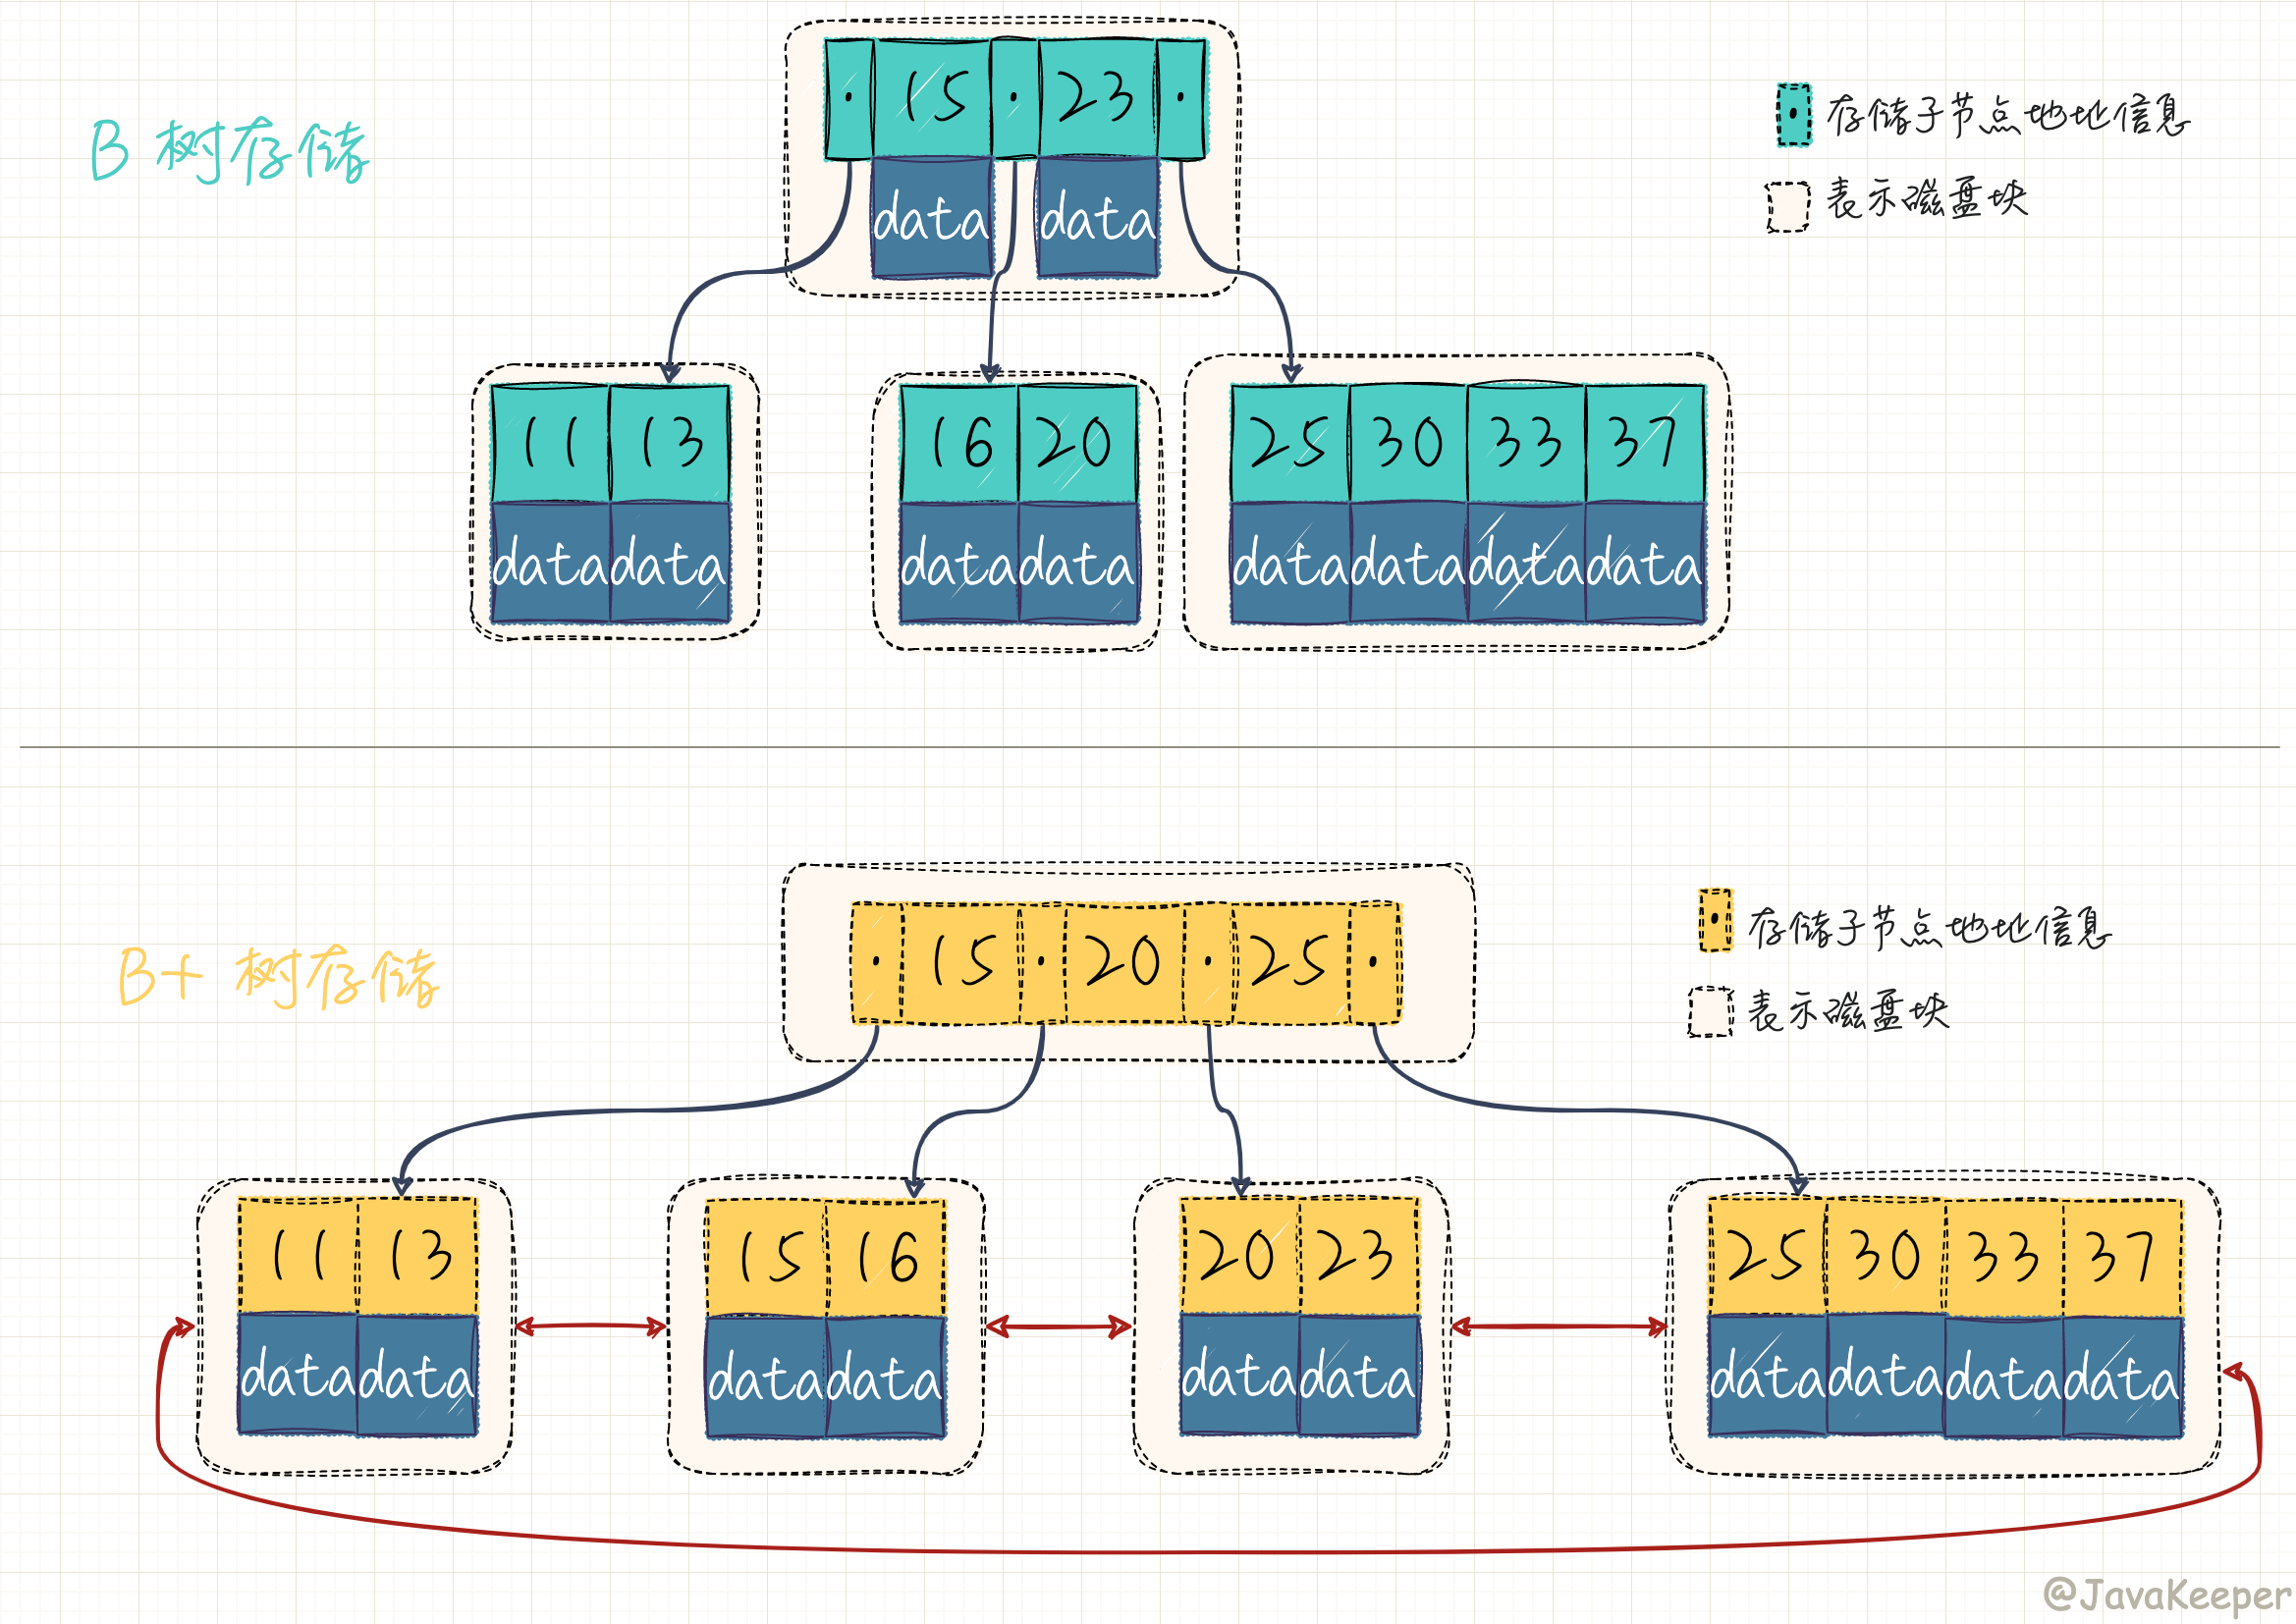 · 15 · 23 ·
data data
B 树存储
· 存储子节点地址信息
表示磁盘块
11 13
data data
16 20
data data
25 30 33 37
data data data data
· 15 · 20 · 25 ·
B+ 树存储
· 存储子节点地址信息
表示磁盘块
11 13
data data
15 16
data data
20 23
data data
25 30 33 37
data data data data
@JavaKeeper